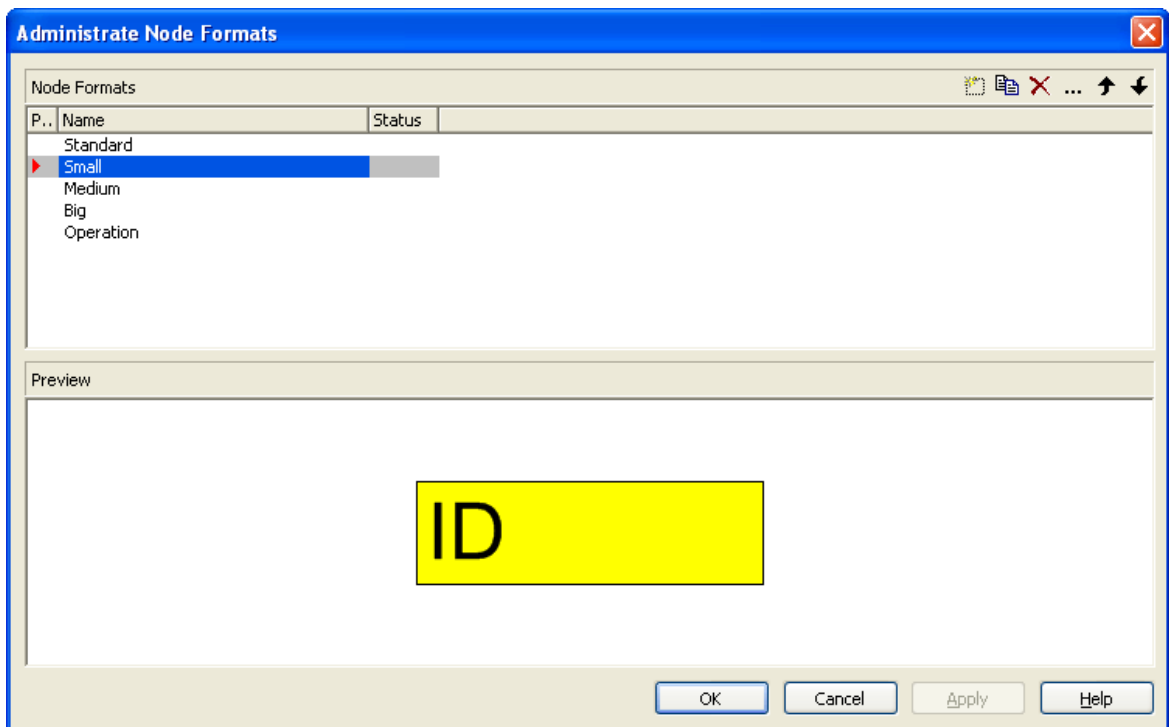 Administrate Node Formats
Node Formats ...
P.. Name Status
Standard
Small
Medium
Big
Operation
Preview
ID
OK Cancel Apply Help